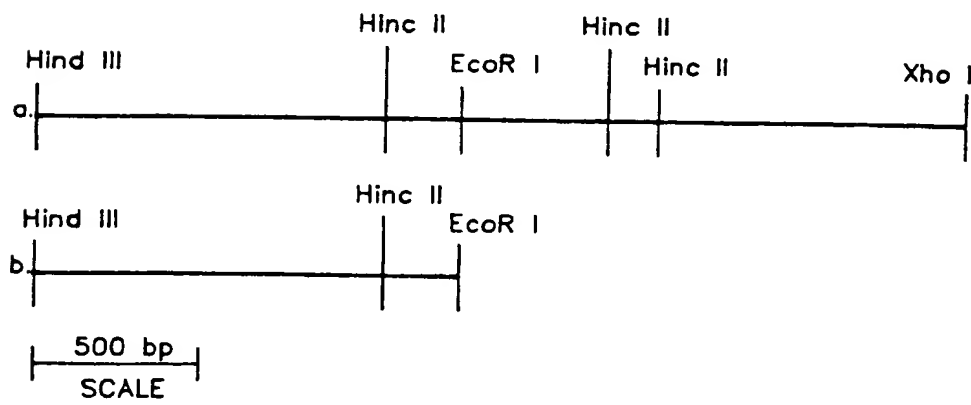 Hinc II
Hinc II
Hind III
EcoR I
Hinc II
Xho I
a.
Hinc II
Hind III
EcoR I
b.
500 bp
SCALE